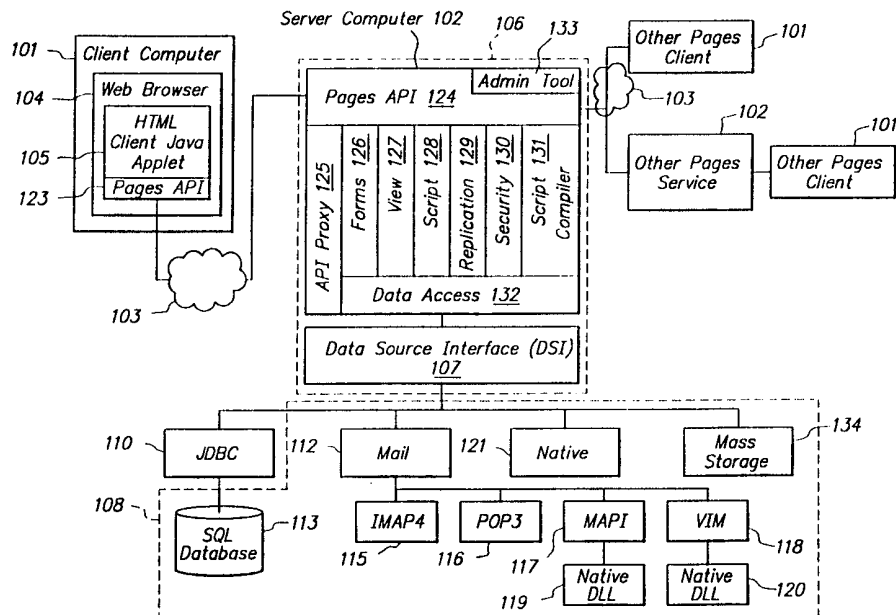 Server Computer 102
106
133
101
Client Computer
104
Web Browser
HTML
Client Java
Applet
105
Pages API
123
103
Admin Tool
Pages API 124
API Proxy 125
Forms 126
View 127
Script 128
Replication 129
Security 130
Script Compiler 131
Data Access 132
Data Source Interface (DSI)
107
Other Pages
Client
101
103
102
101
Other Pages
Service
Other Pages
Client
110
JDBC
112
Mail
121
Native
Mass
Storage
134
108
SQL
Database
113
IMAP4
115
POP3
116
MAPI
117
VIM
118
Native
DLL
119
Native
DLL
120